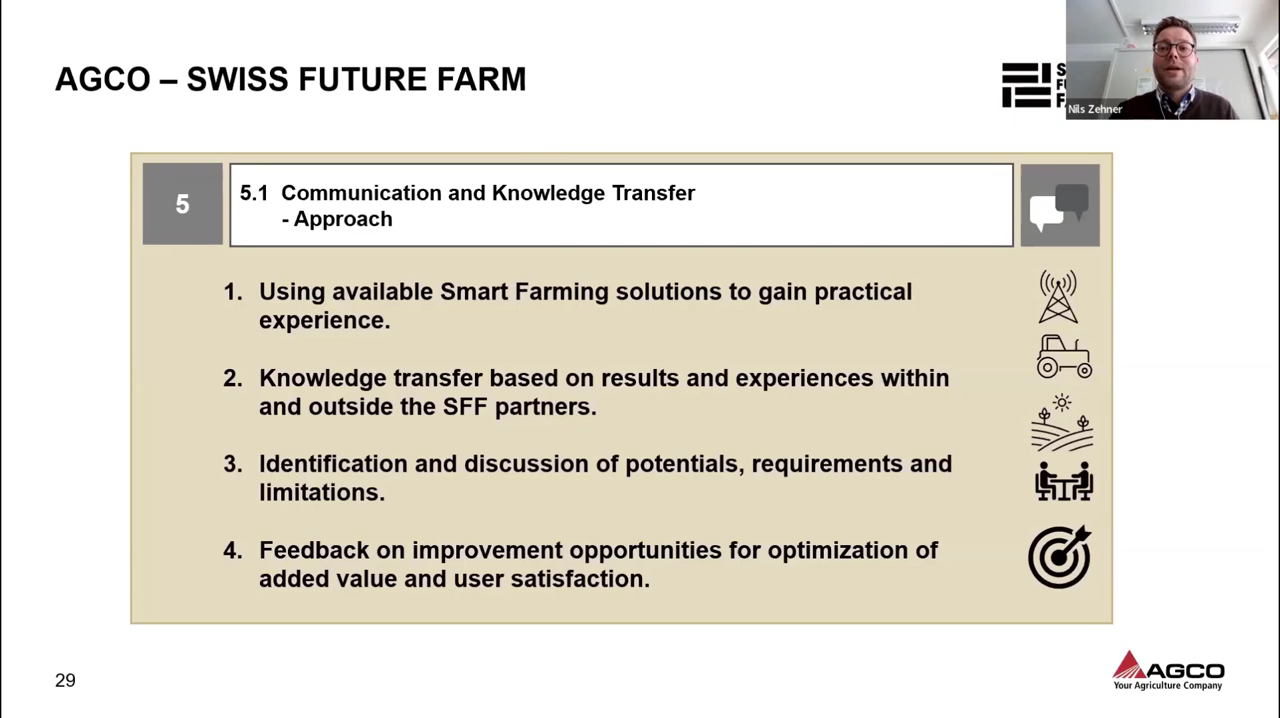 AGCO – SWISS FUTURE FARM
Nils Zehner
5
5.1 Communication and Knowledge Transfer
- Approach
1. Using available Smart Farming solutions to gain practical
experience.
2. Knowledge transfer based on results and experiences within
and outside the SFF partners.
3. Identification and discussion of potentials, requirements and
limitations.
4. Feedback on improvement opportunities for optimization of
added value and user satisfaction.
29
AGCO
Your Agriculture Company